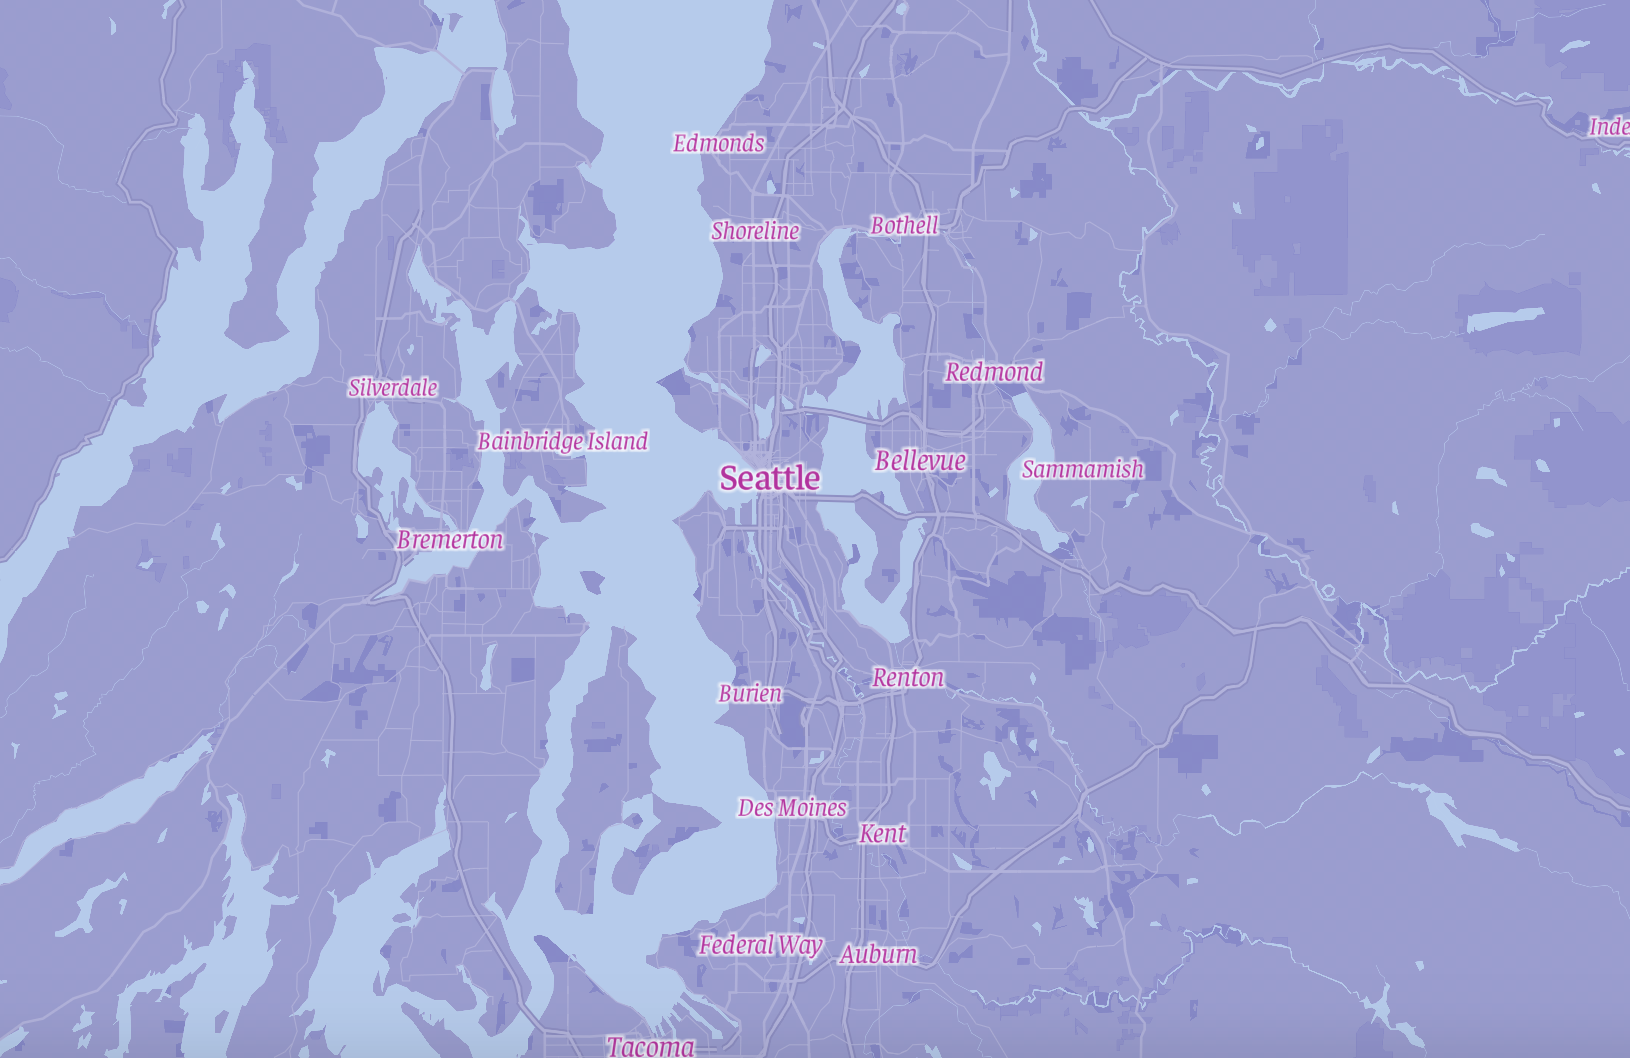 Inde
Edmonds
Bothell
Shoreline
Redmond
Silverdale
Bainbridge Island
Bellevue
Sammamish
Seattle
Bremerton
Renton
Burien
Des Moines
Kent
Federal Way
Auburn
Tacoma